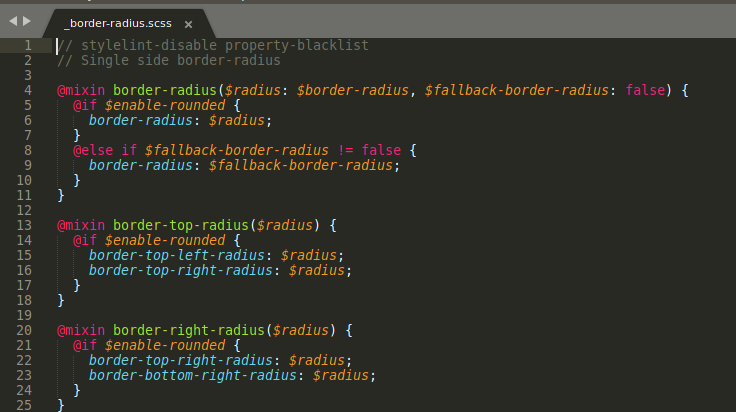 _border-radius.scss ×
1 // stylelint-disable property-blacklist
2 // Single side border-radius
3
4 @mixin border-radius($radius: $border-radius, $fallback-border-radius: false) {
5   @if $enable-rounded {
6     border-radius: $radius;
7   }
8   @else if $fallback-border-radius != false {
9     border-radius: $fallback-border-radius;
10   }
11 }
12
13 @mixin border-top-radius($radius) {
14   @if $enable-rounded {
15     border-top-left-radius: $radius;
16     border-top-right-radius: $radius;
17   }
18 }
19
20 @mixin border-right-radius($radius) {
21   @if $enable-rounded {
22     border-top-right-radius: $radius;
23     border-bottom-right-radius: $radius;
24   }
25 }